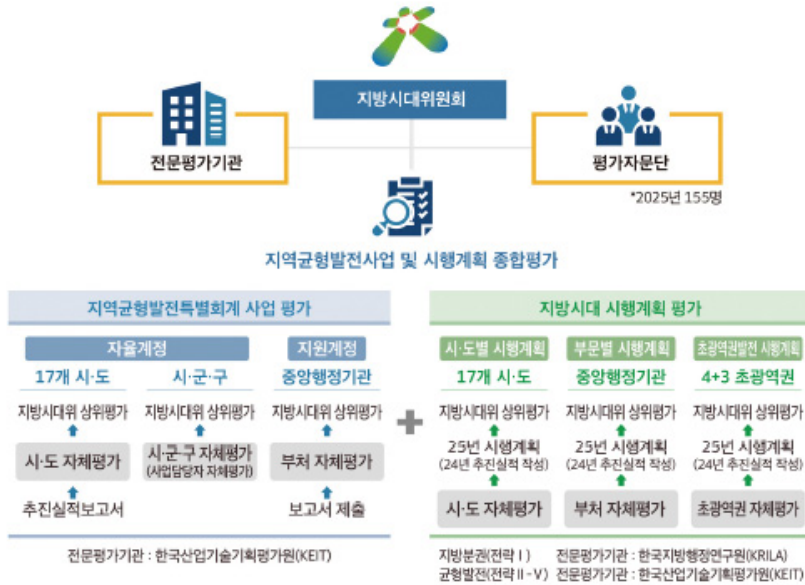 지방시대위원회
전문평가기관
평가자문단
*2025년 155명
지역균형발전사업 및 시행계획 종합평가
지역균형발전특별회계 사업 평가
자율계정
지원계정
17개 시·도
시·군·구
중앙행정기관
지방시대위 상위평가
지방시대위 상위평가
지방시대위 상위평가
시·도 자체평가
시·군·구 자체평가
(사업담당자 자체평가)
부처 자체평가
추진실적보고서
보고서 제출
전문평가기관 : 한국산업기술기획평가원(KEIT)
지방시대 시행계획 평가
시·도별 시행계획
부문별 시행계획
초광역권발전 시행계획
17개 시·도
중앙행정기관
4+3 초광역권
지방시대위 상위평가
지방시대위 상위평가
지방시대위 상위평가
25년 시행계획
(24년 추진실적 작성)
25년 시행계획
(24년 추진실적 작성)
25년 시행계획
(24년 추진실적 작성)
시·도 자체평가
부처 자체평가
초광역권 자체평가
지방분권(전략 I) 전문평가기관 : 한국지방행정연구원(KRILA)
균형발전(전략 II-V) 전문평가기관 : 한국산업기술기획평가원(KEIT)